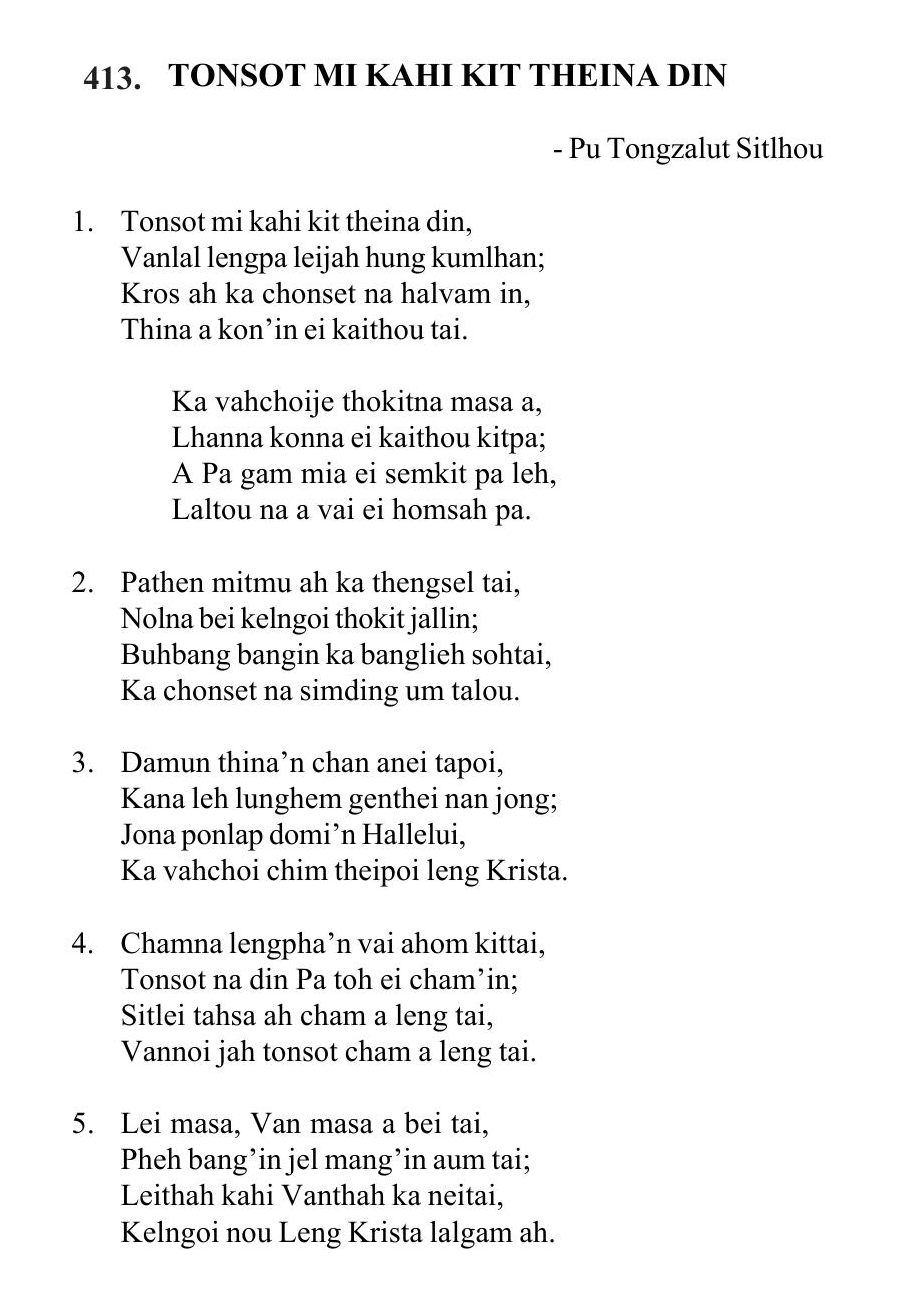 413. TONSOT MI KAHI KIT THEINA DIN
- Pu Tongzalut Sitlhou
1. Tonsot mi kahi kit theina din,
Vanlal lengpa leijah hung kumlhan;
Kros ah ka chonset na halvam in,
Thina a kon’in ei kaithou tai.
Ka vahchoije thokitna masa a,
Lhanna konna ei kaithou kitpa;
A Pa gam mia ei semkit pa leh,
Laltou na a vai ei homsah pa.
2. Pathen mitmu ah ka thengsel tai,
Nolna bei kelngoi thokit jallin;
Buhbang bangin ka banglieh sohtai,
Ka chonset na simding um talou.
3. Damun thina’n chan anei tapoi,
Kana leh lunghem genthei nan jong;
Jona ponlap domi’n Hallelui,
Ka vahchoi chim theipoi leng Krista.
4. Chamna lengpha’n vai ahom kittai,
Tonsot na din Pa toh ei cham’in;
Sitlei tahsa ah cham a leng tai,
Vannoi jah tonsot cham a leng tai.
5. Lei masa, Van masa a bei tai,
Pheh bang’in jel mang’in aum tai;
Leithah kahi Vanthah ka neitai,
Kelngoi nou Leng Krista lalgam ah.